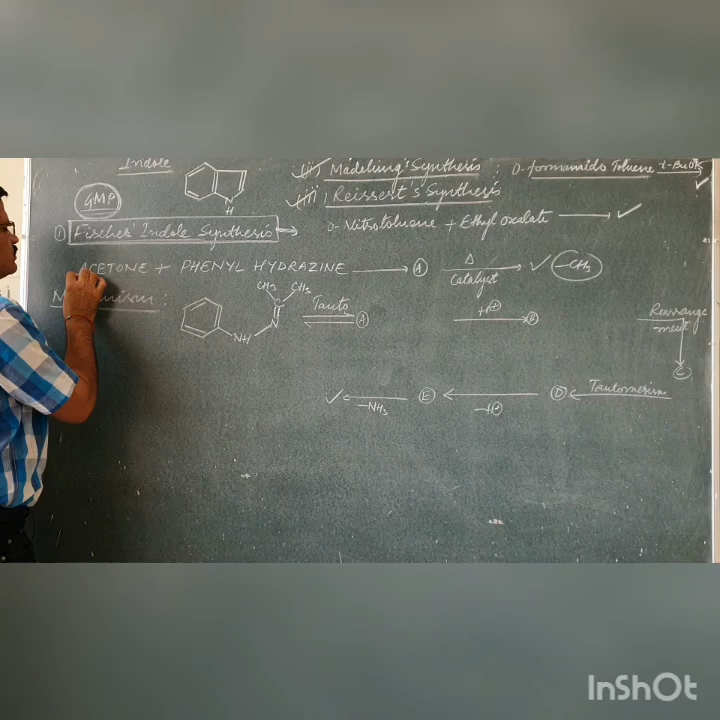 Indole
(ii) Madelung's Synthesis : O-formamido Toluene t-BuOK
GMP
(iii) Reissert's Synthesis
N
H
① Fischer Indole Synthesis → O-Nitrotoluene + Ethyl oxalate → ✓
ACETONE + PHENYL HYDRAZINE → Ⓐ Δ Catalyst → ✓ -CH3
Mechanism :
CH3 CH3
N
NH
Tauto Ⓐ
+H⊕ Ⓑ
Rearrange
ment
Ⓒ
✓ ← -NH3 Ⓔ ← -H⊕ Ⓓ ← Tautomerism
InShOt